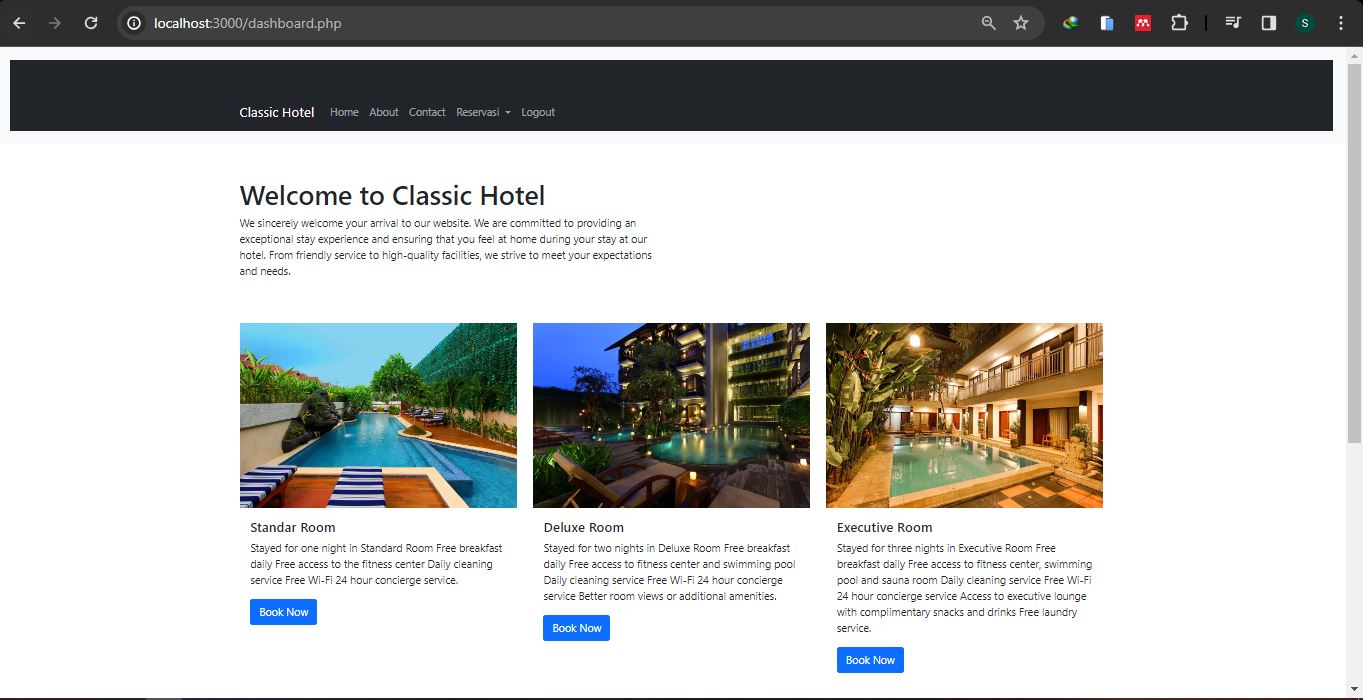 localhost:3000/dashboard.php
S
Classic Hotel Home About Contact Reservasi Logout
Welcome to Classic Hotel
We sincerely welcome your arrival to our website. We are committed to providing an
exceptional stay experience and ensuring that you feel at home during your stay at our
hotel. From friendly service to high-quality facilities, we strive to meet your expectations
and needs.
Standar Room
Stayed for one night in Standard Room Free breakfast
daily Free access to the fitness center Daily cleaning
service Free Wi-Fi 24 hour concierge service.
Book Now
Deluxe Room
Stayed for two nights in Deluxe Room Free breakfast
daily Free access to fitness center and swimming pool
Daily cleaning service Free Wi-Fi 24 hour concierge
service Better room views or additional amenities.
Book Now
Executive Room
Stayed for three nights in Executive Room Free
breakfast daily Free access to fitness center, swimming
pool and sauna room Daily cleaning service Free Wi-Fi
24 hour concierge service Access to executive lounge
with complimentary snacks and drinks Free laundry
service.
Book Now